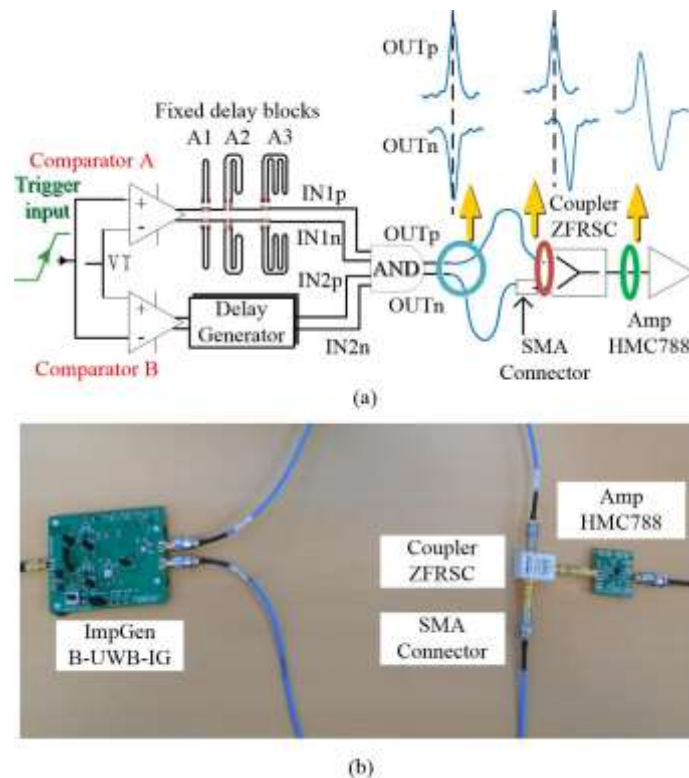 OUTp
OUTn
Fixed delay blocks
A1 A2 A3
Comparator A
Trigger
input
+
-
VT
+
-
Comparator B
IN1p
IN1n
IN2p
IN2n
Delay
Generator
AND
OUTp
OUTn
Coupler
ZFRSC
SMA
Connector
Amp
HMC788
(a)
ImpGen
B-UWB-IG
Coupler
ZFRSC
SMA
Connector
Amp
HMC788
(b)